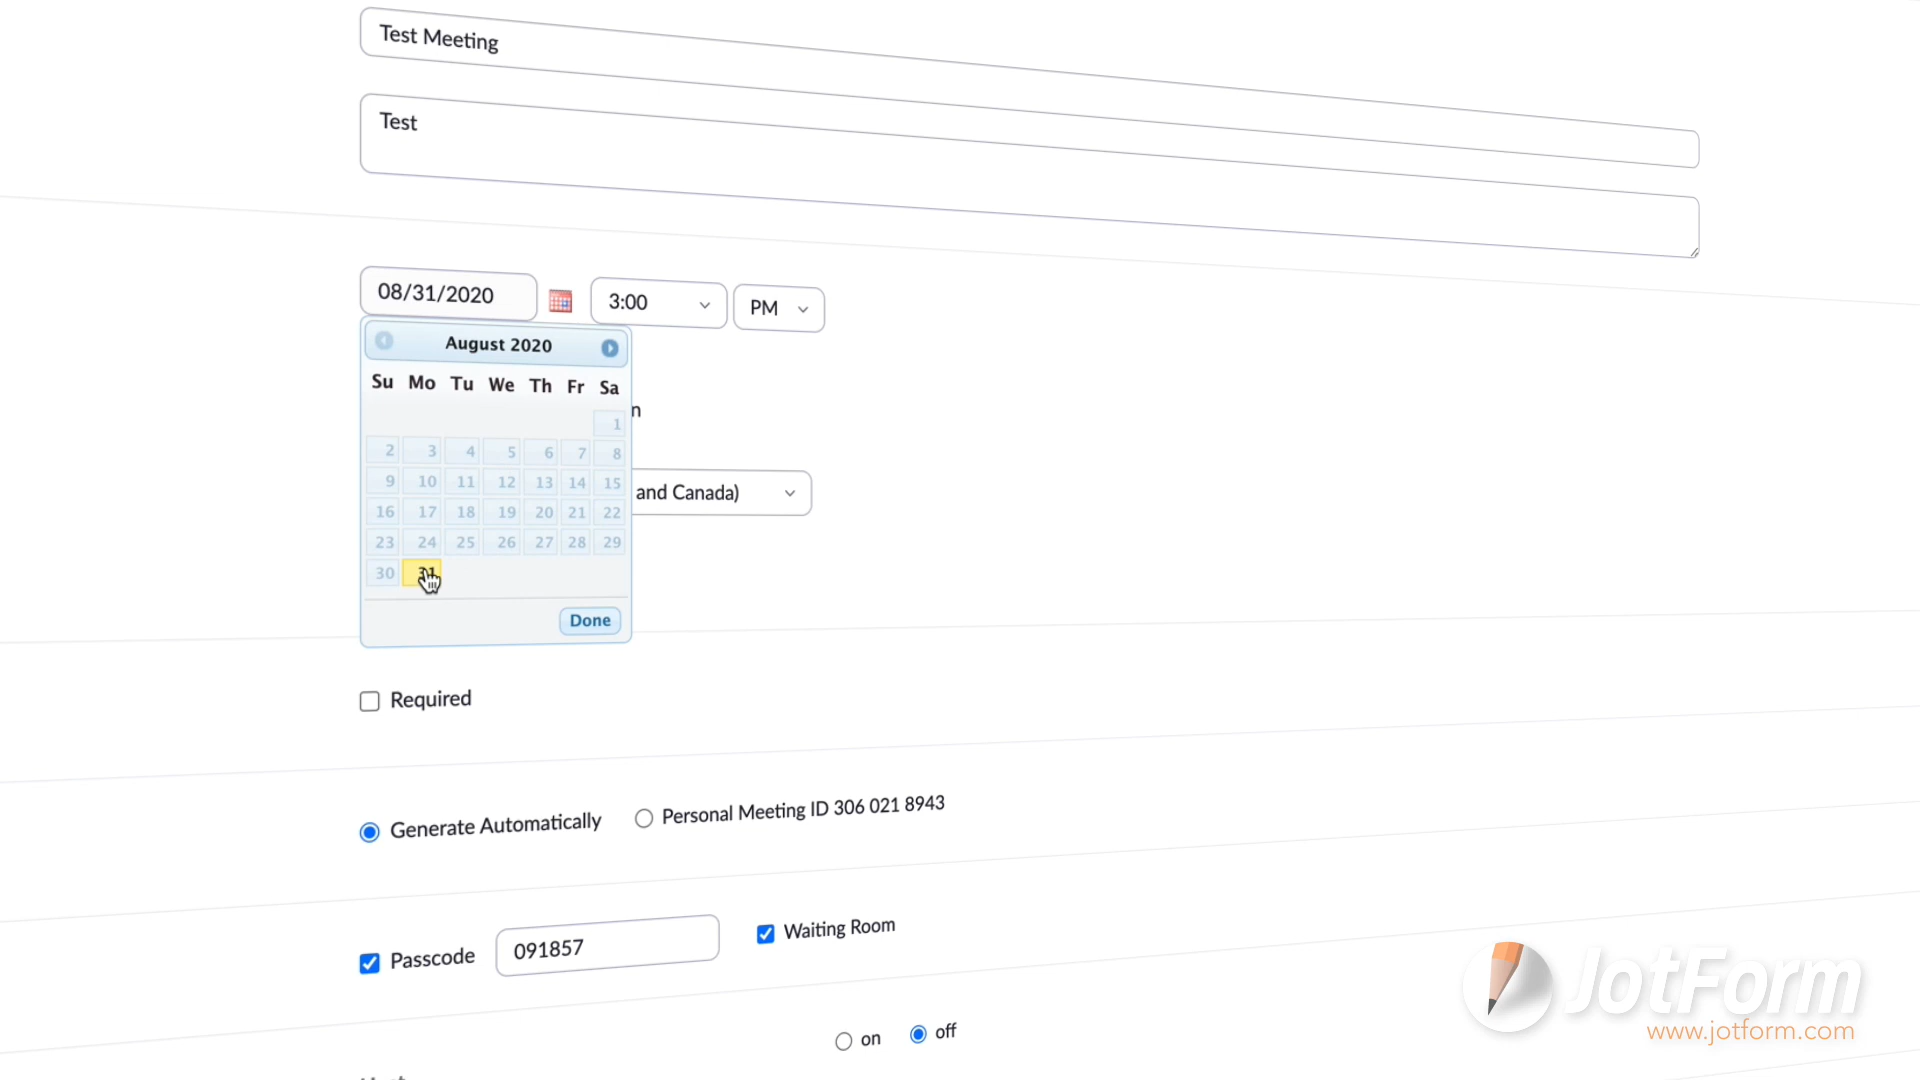 Test Meeting
Test
08/31/2020 3:00 PM
August 2020
Su Mo Tu We Th Fr Sa
n
1
2 3 4 5 6 7 8
9 10 11 12 13 14 15
and Canada)
16 17 18 19 20 21 22
23 24 25 26 27 28 29
30 31
Done
Required
Generate Automatically Personal Meeting ID 306 021 8943
Passcode 091857 Waiting Room
on off
JotForm
www.jotform.com